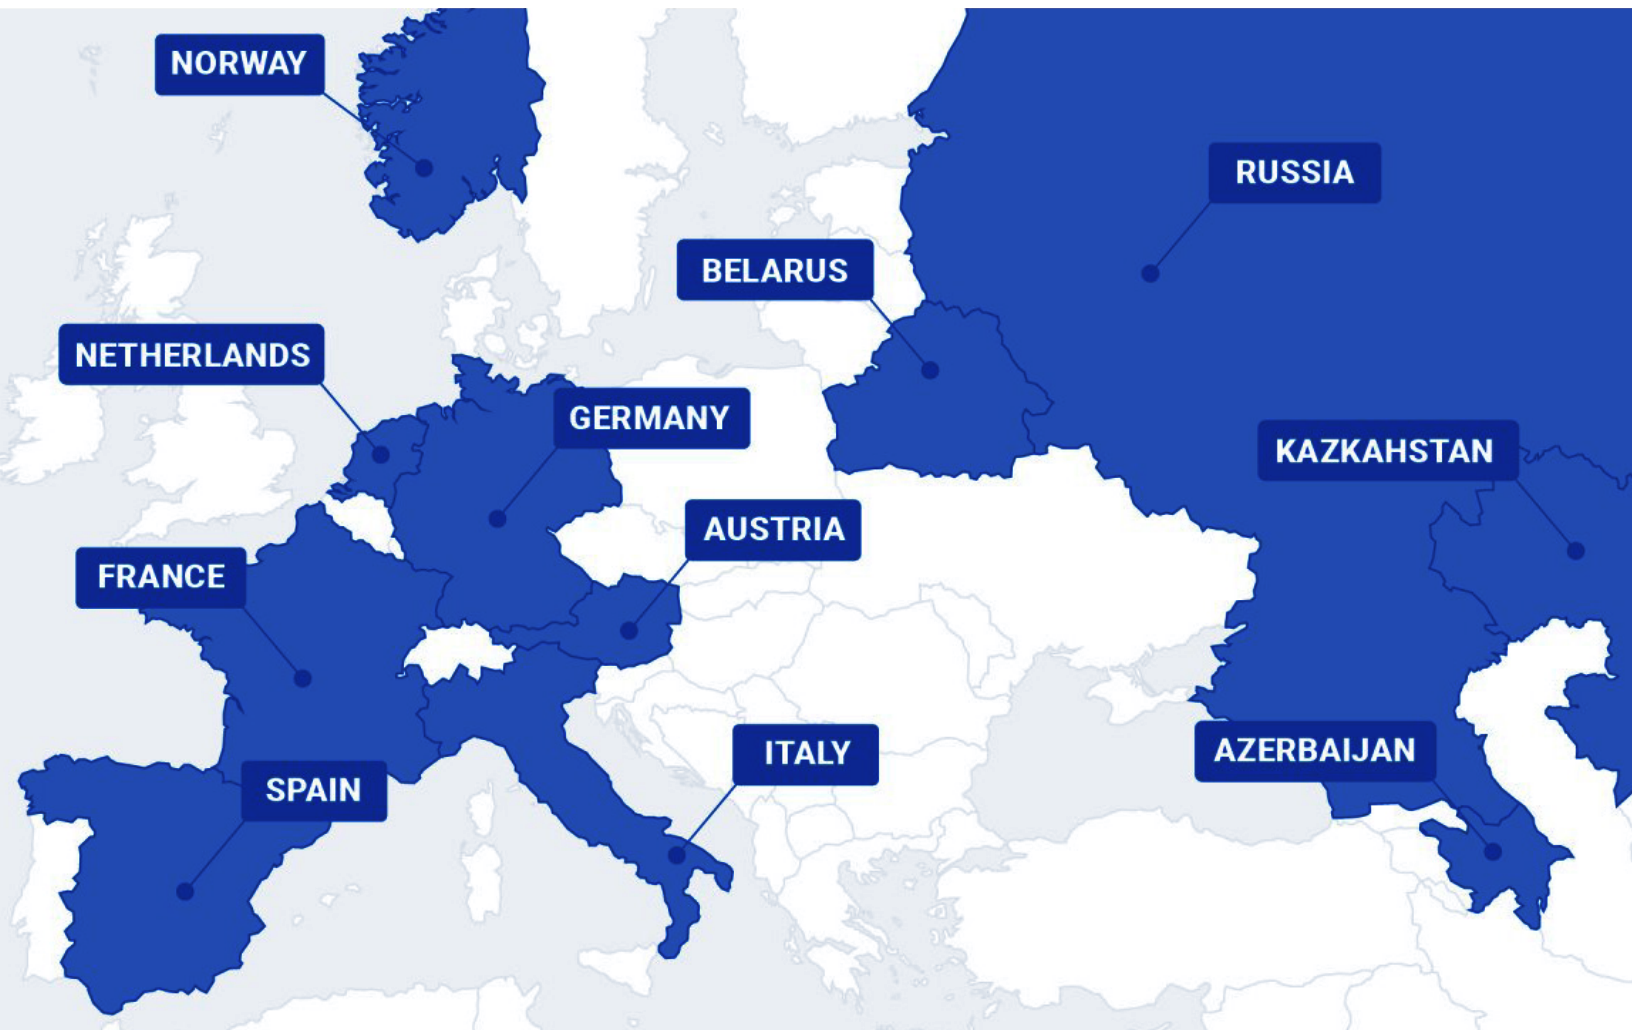 NORWAY
RUSSIA
BELARUS
NETHERLANDS
GERMANY
KAZKAHSTAN
AUSTRIA
FRANCE
ITALY
AZERBAIJAN
SPAIN